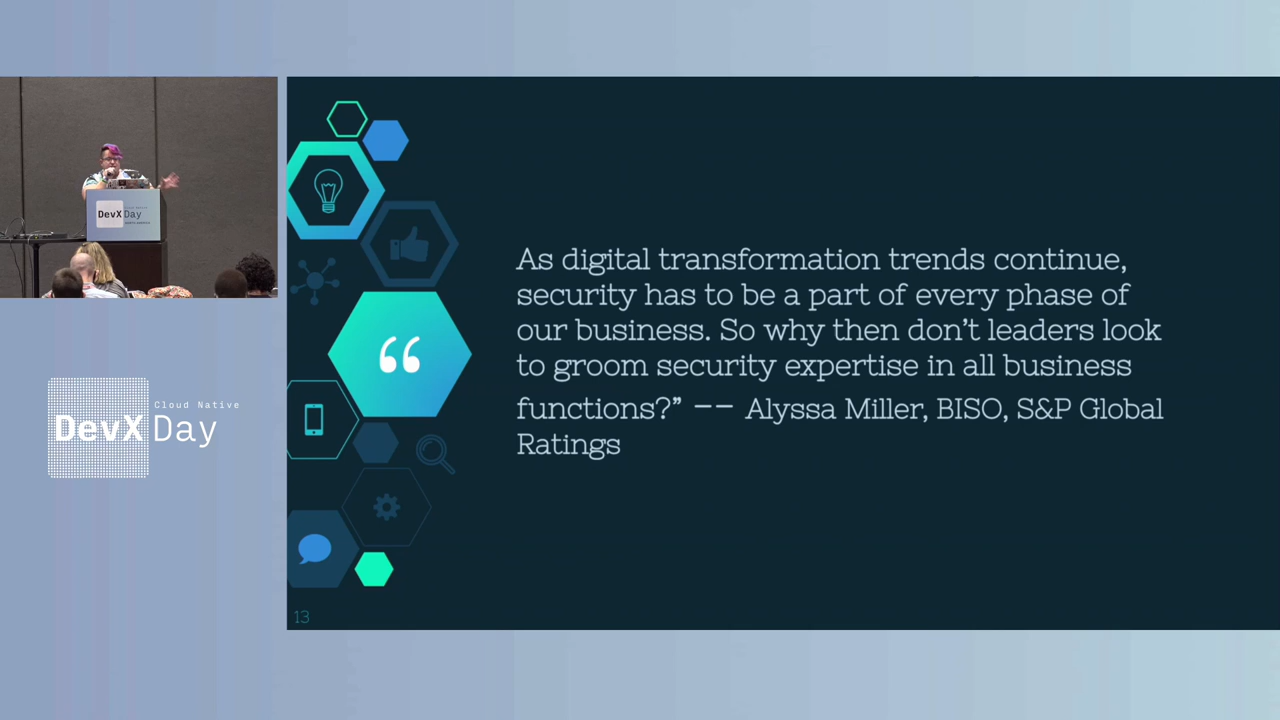 Cloud Native
DevX Day
DevX Day
Cloud Native
As digital transformation trends continue,
security has to be a part of every phase of
our business. So why then don’t leaders look
to groom security expertise in all business
functions?” –– Alyssa Miller, BISO, S&P Global
Ratings
13